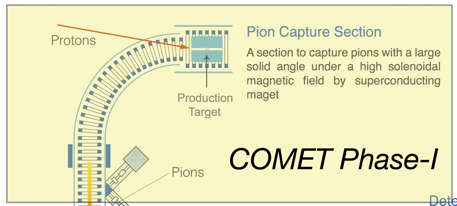 Protons
Pion Capture Section
A section to capture pions with a large
solid angle under a high solenoidal
magnetic field by superconducting
maget
Production
Target
COMET Phase-I
Pions
Dete